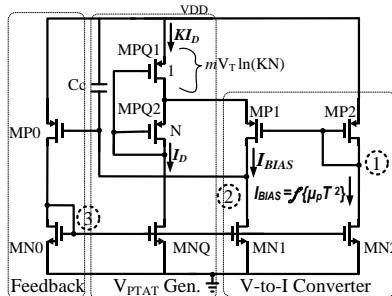 VDD
MPQ1
KI_D
1
mV_T ln(KN)
Cc
MPQ2
N
MP0
MP1
MP2
I_D
I_BIAS
1
2
I_BIAS=f{μ_pT^2}
3
MN0
MNQ
MN1
MN2
Feedback
V_PTAT Gen.
V-to-I Converter